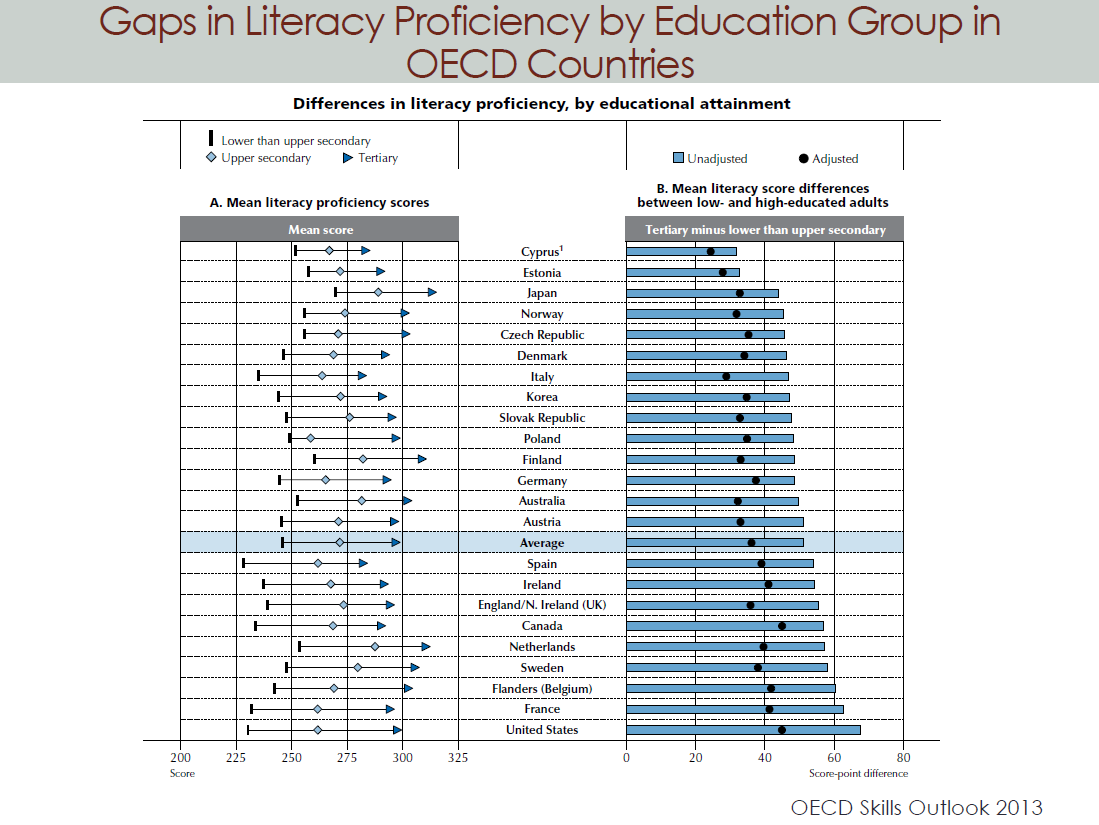 Gaps in Literacy Proficiency by Education Group in
OECD Countries
Differences in literacy proficiency, by educational attainment
Lower than upper secondary
Upper secondary
Tertiary
Unadjusted
Adjusted
A. Mean literacy proficiency scores
B. Mean literacy score differences
between low- and high-educated adults
Mean score
Tertiary minus lower than upper secondary
Cyprus¹
Estonia
Japan
Norway
Czech Republic
Denmark
Italy
Korea
Slovak Republic
Poland
Finland
Germany
Australia
Austria
Average
Spain
Ireland
England/N. Ireland (UK)
Canada
Netherlands
Sweden
Flanders (Belgium)
France
United States
200 225 250 275 300 325
Score
0 20 40 60 80
Score-point difference
OECD Skills Outlook 2013